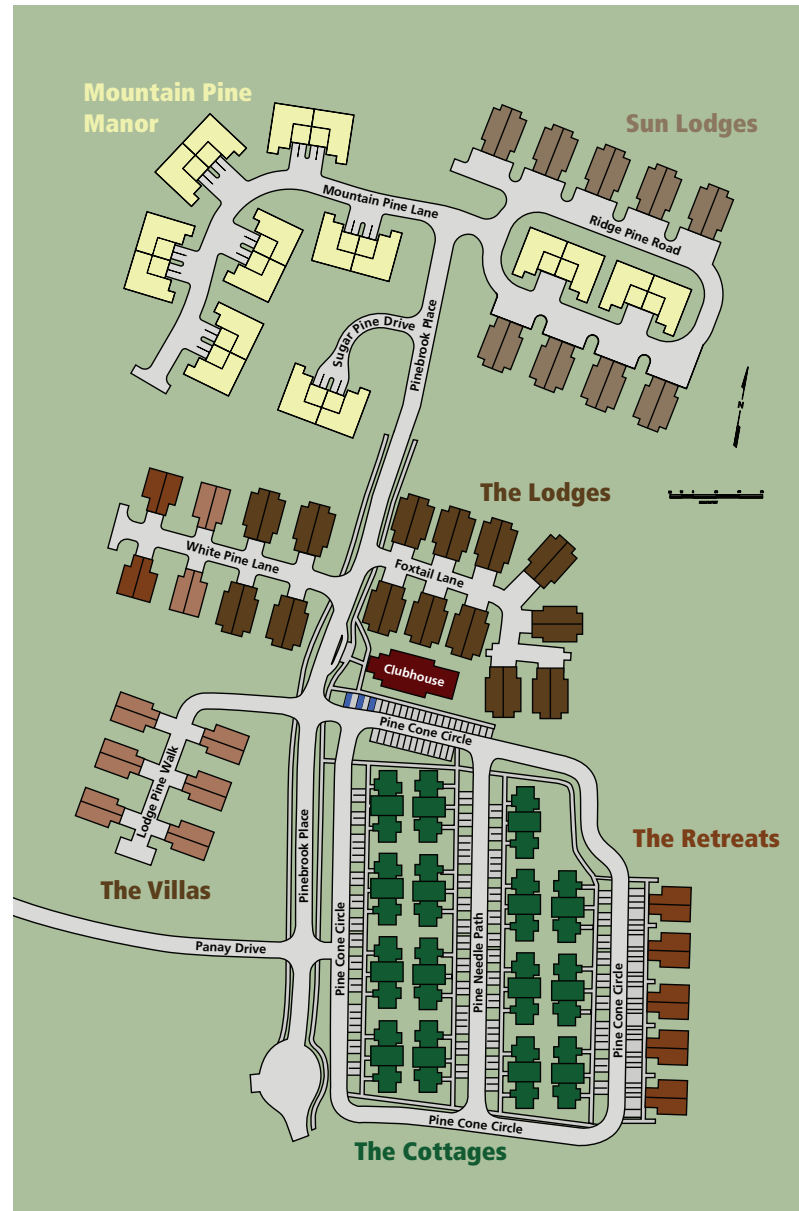 Mountain Pine
Manor
Sun Lodges
Mountain Pine Lane
Ridge Pine Road
Sugar Pine Drive
Pinebrook Place
N
The Lodges
White Pine Lane
Foxtail Lane
Clubhouse
Pine Cone Circle
Lodge Pine Walk
The Villas
Pinebrook Place
The Retreats
Panay Drive
Pine Cone Circle
Pine Needle Path
Pine Cone Circle
Pine Cone Circle
The Cottages